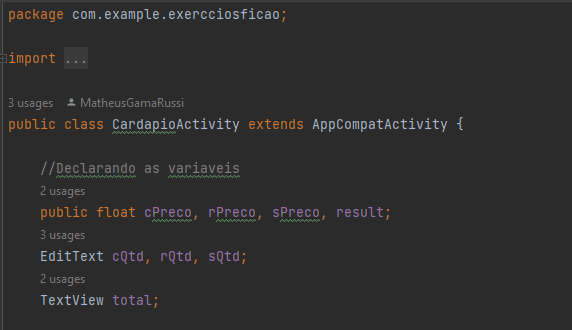 package com.example.exercciosficao;
import ...
3 usages MatheusGamaRussi
public class CardapioActivity extends AppCompatActivity {
//Declarando as variaveis
2 usages
public float cPreco, rPreco, sPreco, result;
3 usages
EditText cQtd, rQtd, sQtd;
2 usages
TextView total;